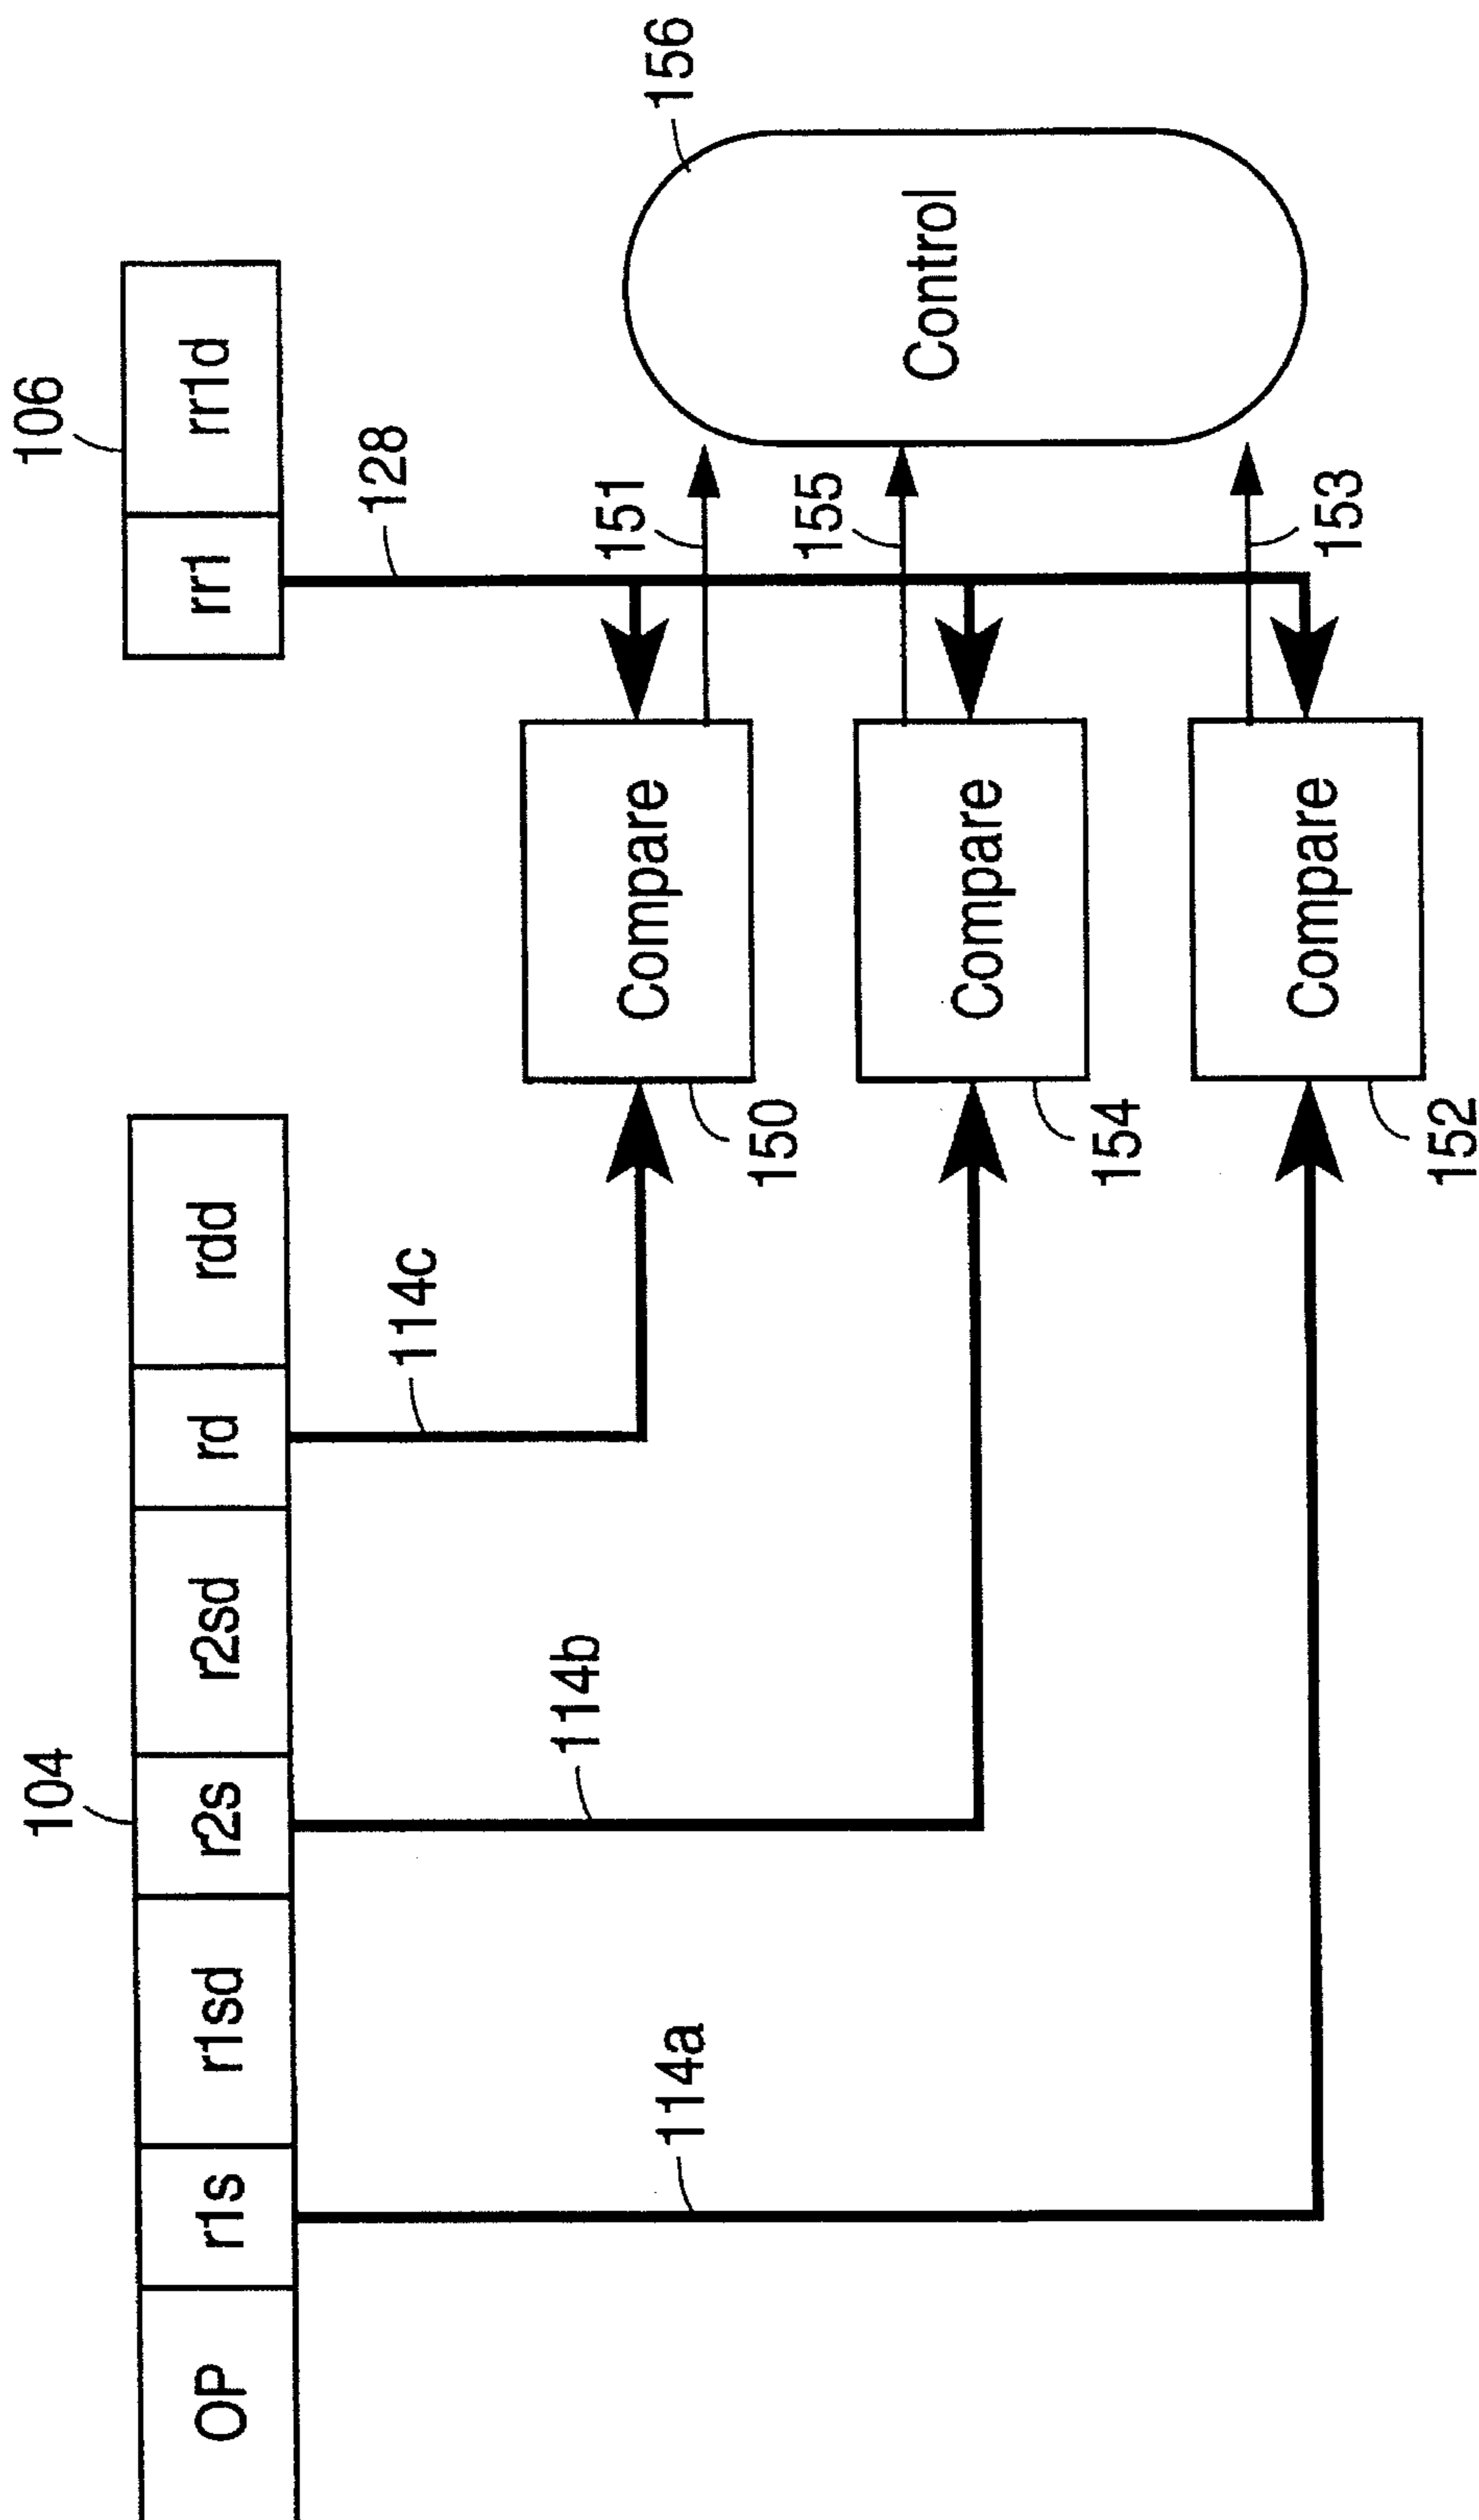 104
OP r1s r1sd r2s r2sd rd rdd
106
rr1 rr1d
128
114c
114b
114a
150
Compare
151
154
Compare
155
152
Compare
153
Control
156